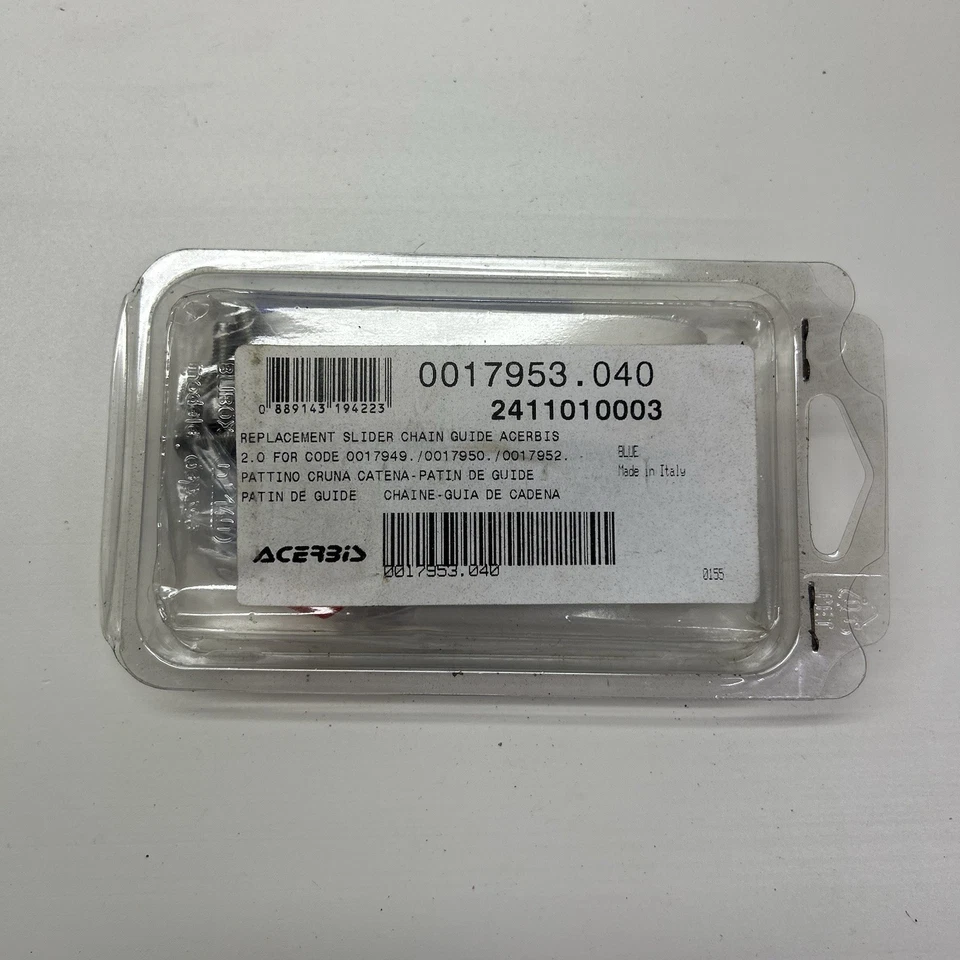 0017953.040
0 889143 194223
2411010003
REPLACEMENT SLIDER CHAIN GUIDE ACERBIS
2.0 FOR CODE 0017949./0017950./0017952.
BLUE
PATTINO CRUNA CATENA-PATIN DE GUIDE
Made in Italy
PATIN DE GUIDE CHAINE-GUIA DE CADENA
ACERBIS
0017953.040
0155